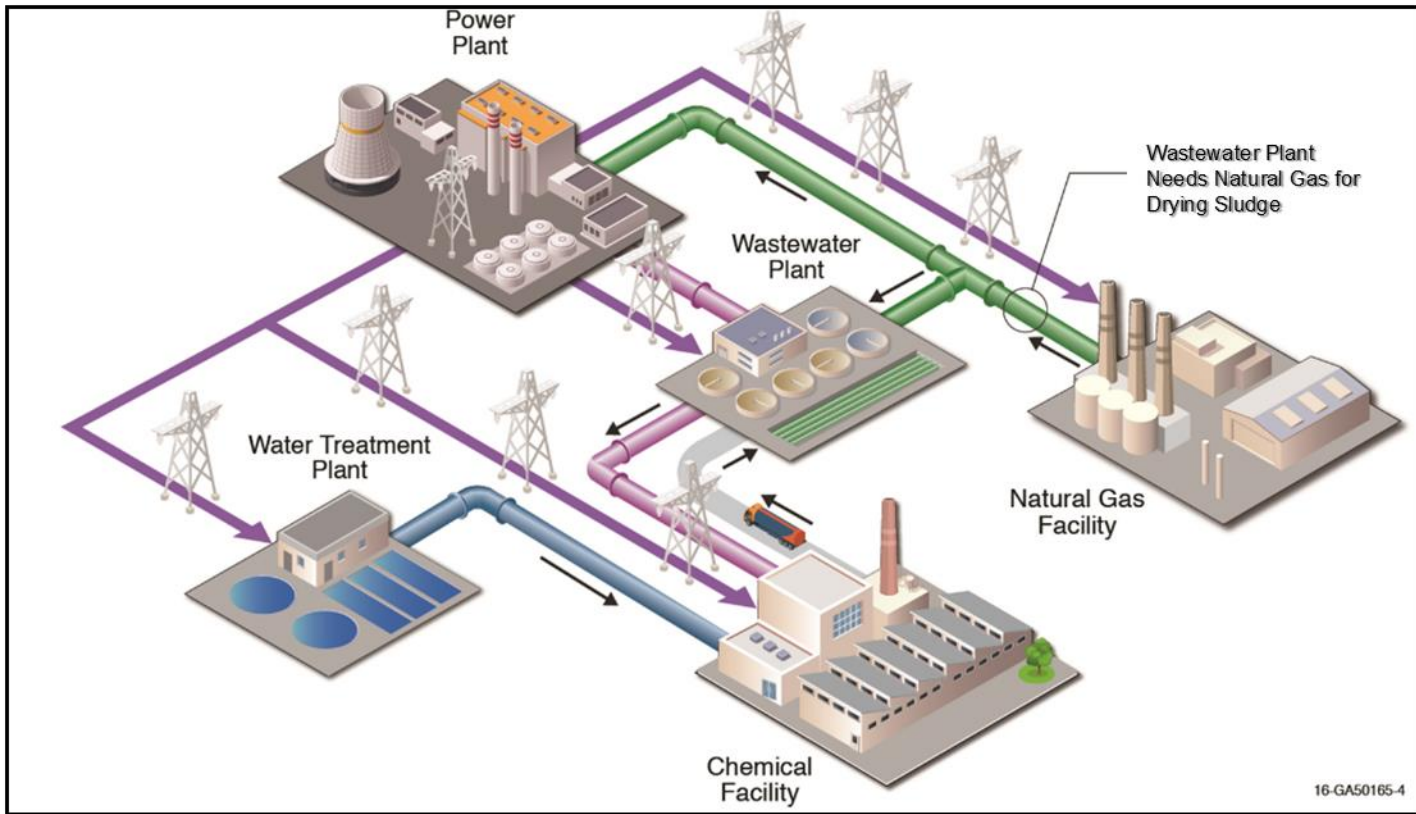 Power
Plant
Wastewater Plant
Needs Natural Gas for
Drying Sludge
Wastewater
Plant
Water Treatment
Plant
Natural Gas
Facility
Chemical
Facility
16-GA50165-4